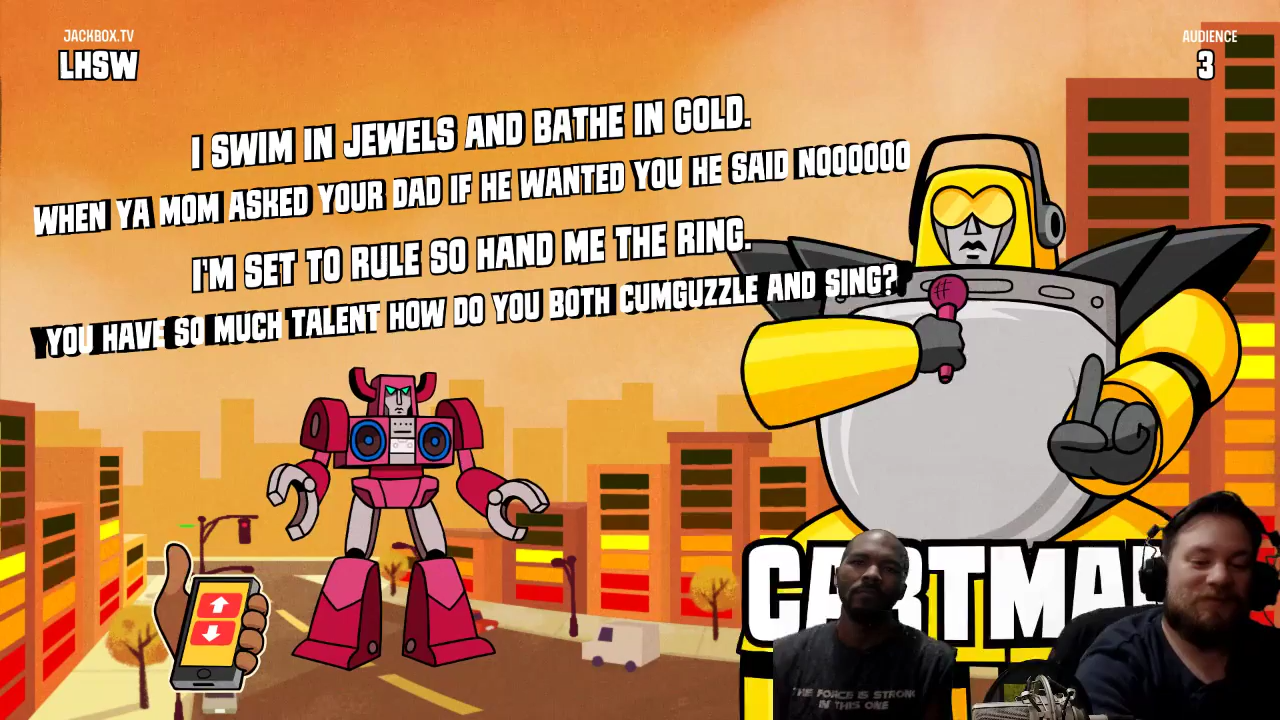 JACKBOX.TV
LHSW
AUDIENCE
3
I SWIM IN JEWELS AND BATHE IN GOLD.
WHEN YA MOM ASKED YOUR DAD IF HE WANTED YOU HE SAID NOOOOOO
I'M SET TO RULE SO HAND ME THE RING.
YOU HAVE SO MUCH TALENT HOW DO YOU BOTH CUMGUZZLE AND SING?
#
CARTMA
THE FORCE IS STRONG
IN THIS ONE